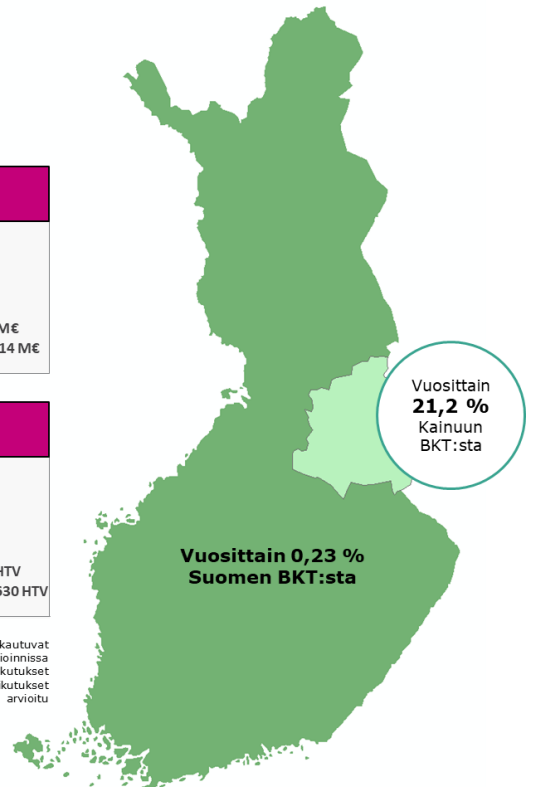 M€
14 M€
Vuosittain
21,2 %
Kainuun
BKT:sta
Vuosittain 0,23 %
Suomen BKT:sta
HTV
530 HTV
kautuvat
ioinnissa
kutukset
kutukset
arvioitu